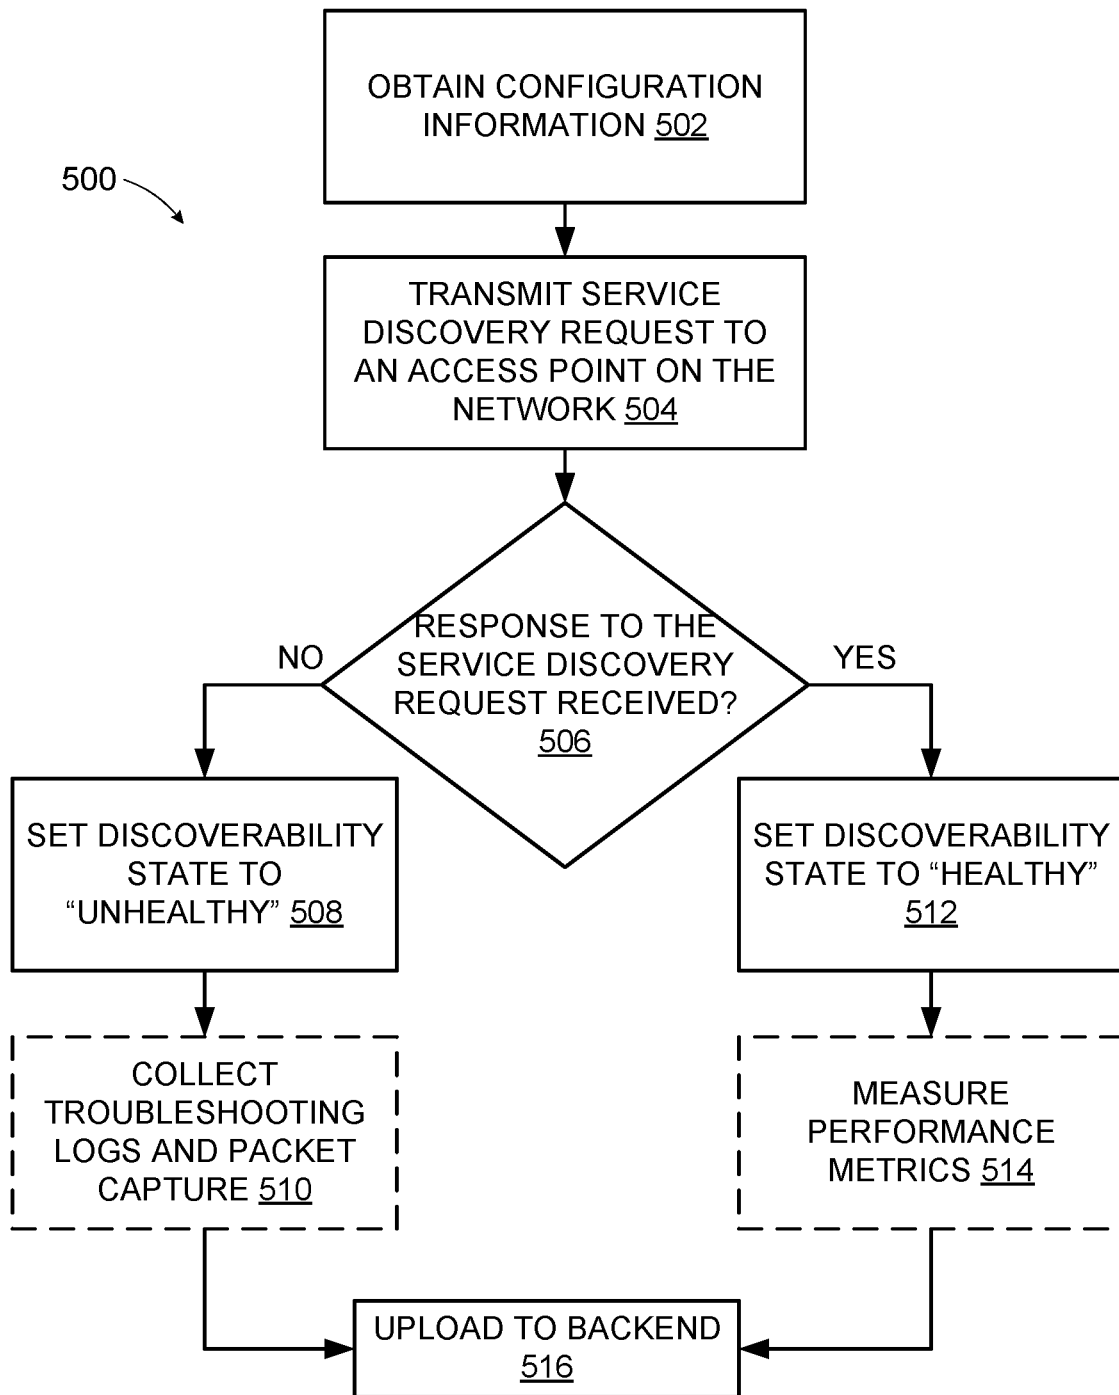 OBTAIN CONFIGURATION
INFORMATION 502
500
TRANSMIT SERVICE
DISCOVERY REQUEST TO
AN ACCESS POINT ON THE
NETWORK 504
RESPONSE TO THE
SERVICE DISCOVERY
REQUEST RECEIVED?
506
NO
YES
SET DISCOVERABILITY
STATE TO
“UNHEALTHY” 508
SET DISCOVERABILITY
STATE TO “HEALTHY”
512
COLLECT
TROUBLESHOOTING
LOGS AND PACKET
CAPTURE 510
MEASURE
PERFORMANCE
METRICS 514
UPLOAD TO BACKEND
516